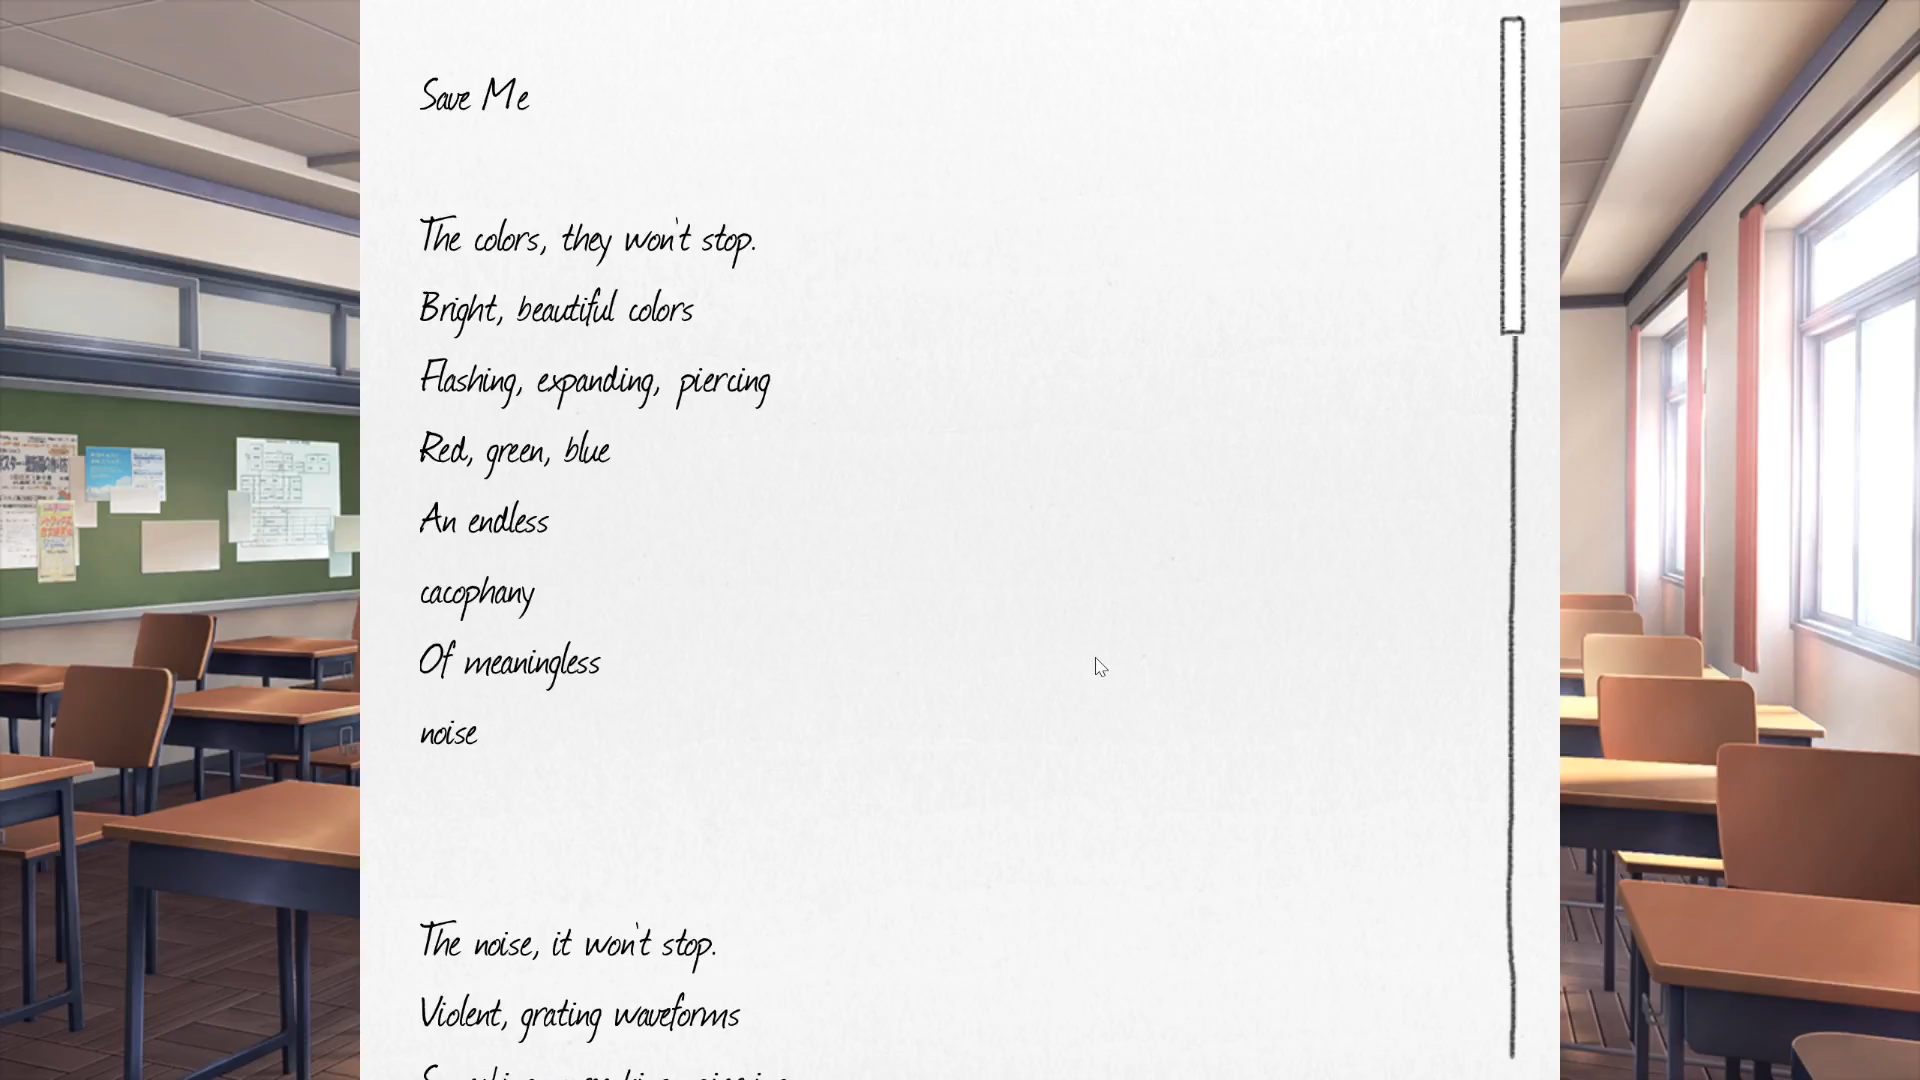 Save Me
The colors, they won't stop.
Bright, beautiful colors
Flashing, expanding, piercing
Red, green, blue
An endless
cacophany
Of meaningless
noise
The noise, it won't stop.
Violent, grating waveforms